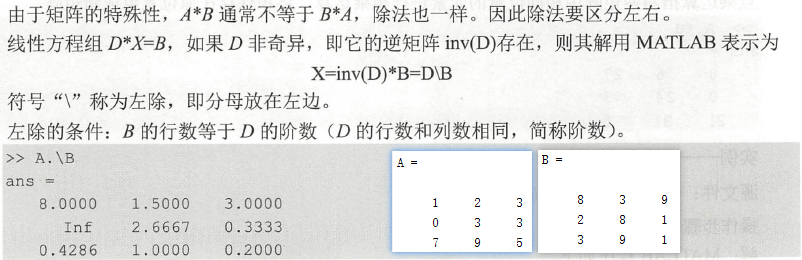 由于矩阵的特殊性，A*B 通常不等于 B*A，除法也一样。因此除法要区分左右。
线性方程组 D*X=B，如果 D 非奇异，即它的逆矩阵 inv(D)存在，则其解用 MATLAB 表示为
X=inv(D)*B=D\B
符号“\”称为左除，即分母放在左边。
左除的条件：B 的行数等于 D 的阶数（D 的行数和列数相同，简称阶数）。
>> A.\B
ans =
8.0000 1.5000 3.0000
Inf 2.6667 0.3333
0.4286 1.0000 0.2000
A =
1 2 3
0 3 3
7 9 5
B =
8 3 9
2 8 1
3 9 1